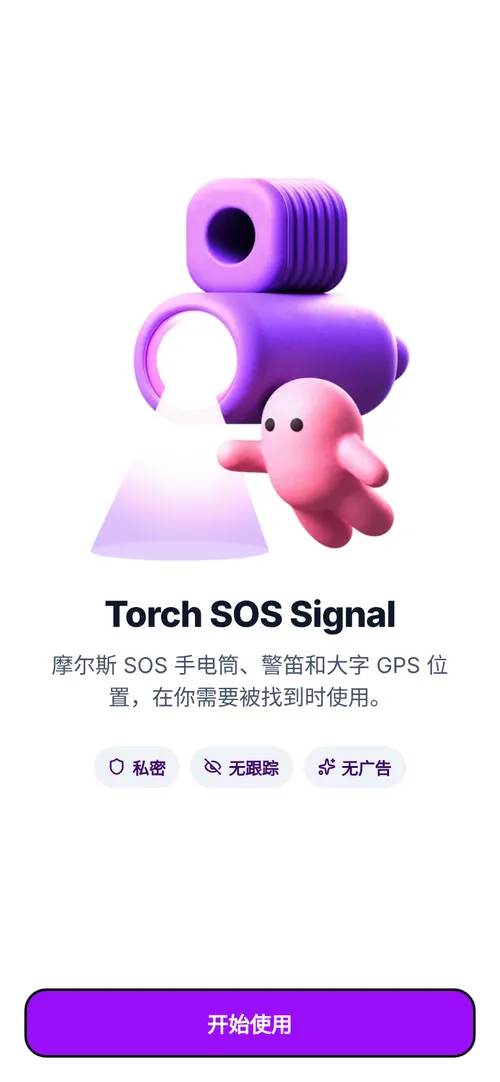 Torch SOS Signal
摩尔斯 SOS 手电筒、警笛和大字 GPS 位
置，在你需要被找到时使用。
私密
无跟踪
无广告
开始使用